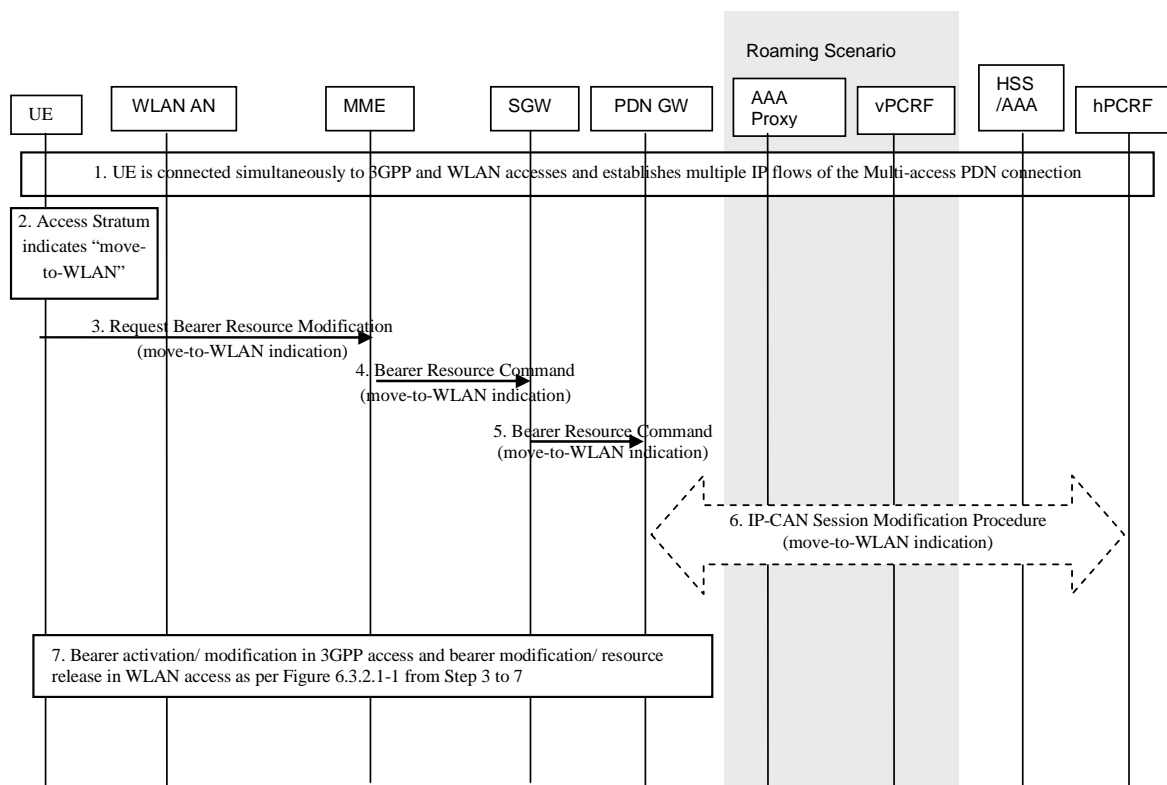 Roaming Scenario
UE
WLAN AN
MME
SGW
PDN GW
AAA
Proxy
vPCRF
HSS
/AAA
hPCRF
1. UE is connected simultaneously to 3GPP and WLAN accesses and establishes multiple IP flows of the Multi-access PDN connection
2. Access Stratum
indicates “move-
to-WLAN”
3. Request Bearer Resource Modification
(move-to-WLAN indication)
4. Bearer Resource Command
(move-to-WLAN indication)
5. Bearer Resource Command
(move-to-WLAN indication)
6. IP-CAN Session Modification Procedure
(move-to-WLAN indication)
7. Bearer activation/ modification in 3GPP access and bearer modification/ resource
release in WLAN access as per Figure 6.3.2.1-1 from Step 3 to 7